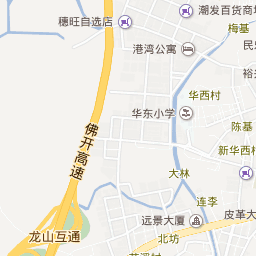 潮发百货商场
穗旺自选店
梅基
民
港湾公寓
裕
华西村
华东小学
陈基
佛开高速
新华西村
大林
连李
远景大厦
皮革大
龙山互通
北坊